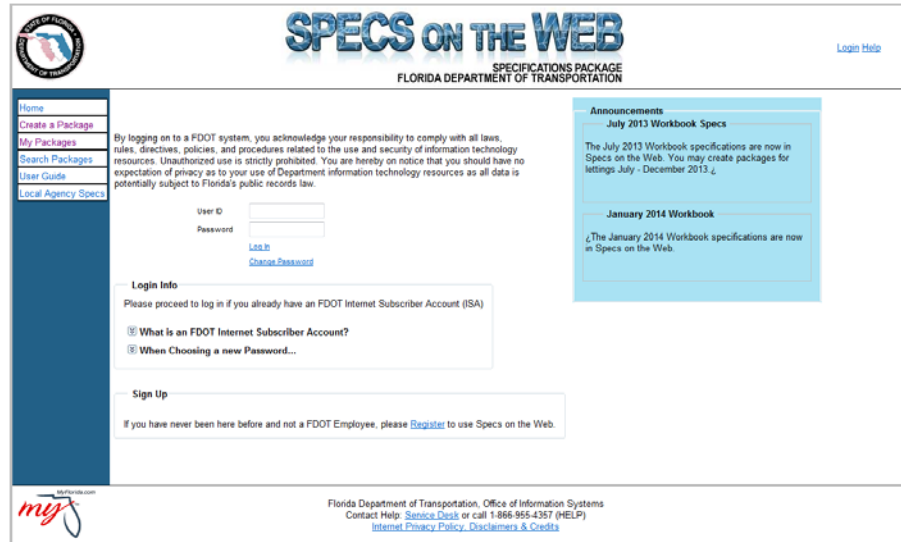 STATE OF FLORIDA
DEPARTMENT OF TRANSPORTATION
SPECS ON THE WEB
SPECIFICATIONS PACKAGE
FLORIDA DEPARTMENT OF TRANSPORTATION
Login Help
Home
Create a Package
My Packages
Search Packages
User Guide
Local Agency Specs
By logging on to a FDOT system, you acknowledge your responsibility to comply with all laws,
rules, directives, policies, and procedures related to the use and security of information technology
resources. Unauthorized use is strictly prohibited. You are hereby on notice that you should have no
expectation of privacy as to your use of Department information technology resources as all data is
potentially subject to Florida's public records law.
User ID
Password
Log In
Change Password
Login Info
Please proceed to log in if you already have an FDOT Internet Subscriber Account (ISA)
What is an FDOT Internet Subscriber Account?
When Choosing a new Password...
Sign Up
If you have never been here before and not a FDOT Employee, please Register to use Specs on the Web.
Announcements
July 2013 Workbook Specs
The July 2013 Workbook specifications are now in
Specs on the Web. You may create packages for
lettings July - December 2013.¿
January 2014 Workbook
¿The January 2014 Workbook specifications are now
in Specs on the Web.
MyFlorida.com
my
Florida Department of Transportation, Office of Information Systems
Contact Help: Service Desk or call 1-866-955-4357 (HELP)
Internet Privacy Policy, Disclaimers & Credits